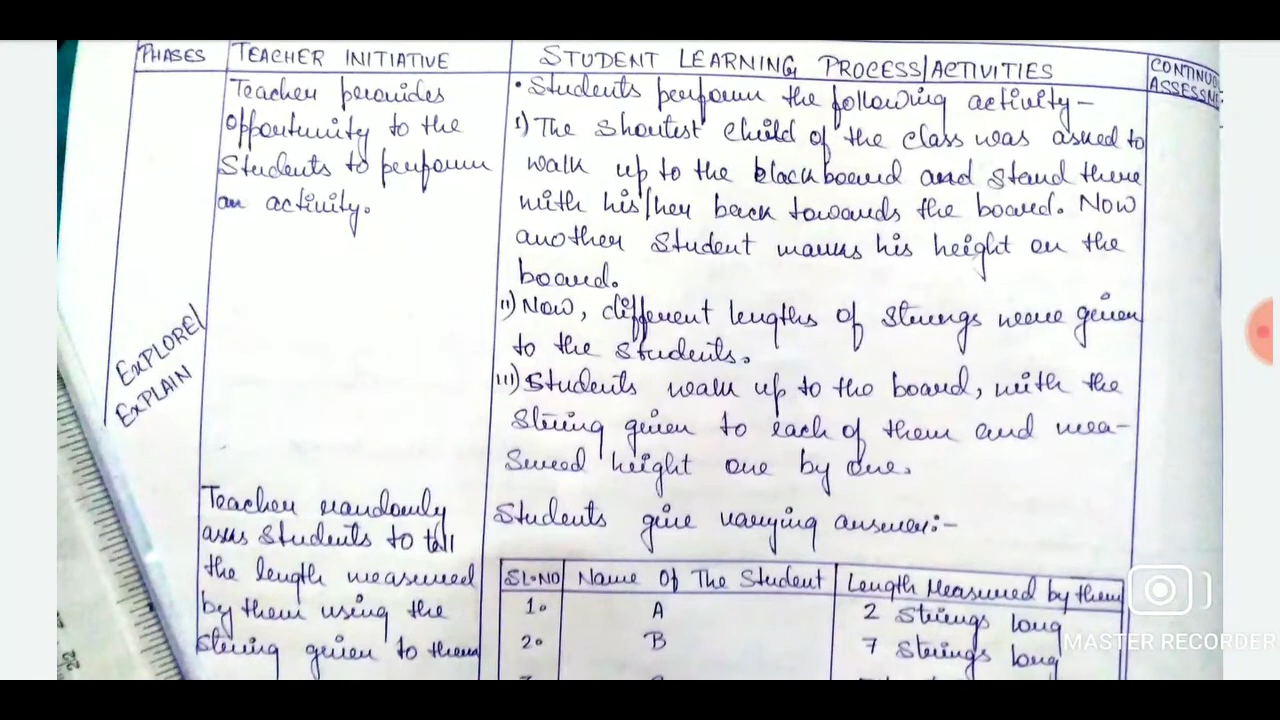 PHASES
TEACHER INITIATIVE
STUDENT LEARNING PROCESS/ACTIVITIES
CONTINUO
ASSESSME
Teacher provides
opportunity to the
Students to perform
an activity.
• Students perform the following activity –
i) The shortest child of the class was asked to
walk up to the blackboard and stand there
with his/her back towards the board. Now
another student marks his height on the
board.
ii) Now, different lengths of strings were given
to the students.
iii) Students walk up to the board, with the
string given to each of them and mea-
sured height one by one.
EXPLORE/
EXPLAIN
Teacher randomly
asks students to tell
the length measured
by them using the
string given to them
Students give varying answer:-
SL.NO
Name Of The Student
Length Measured by them
1.
A
2 Strings long
2.
B
7 Strings long
22
MASTER RECORDER